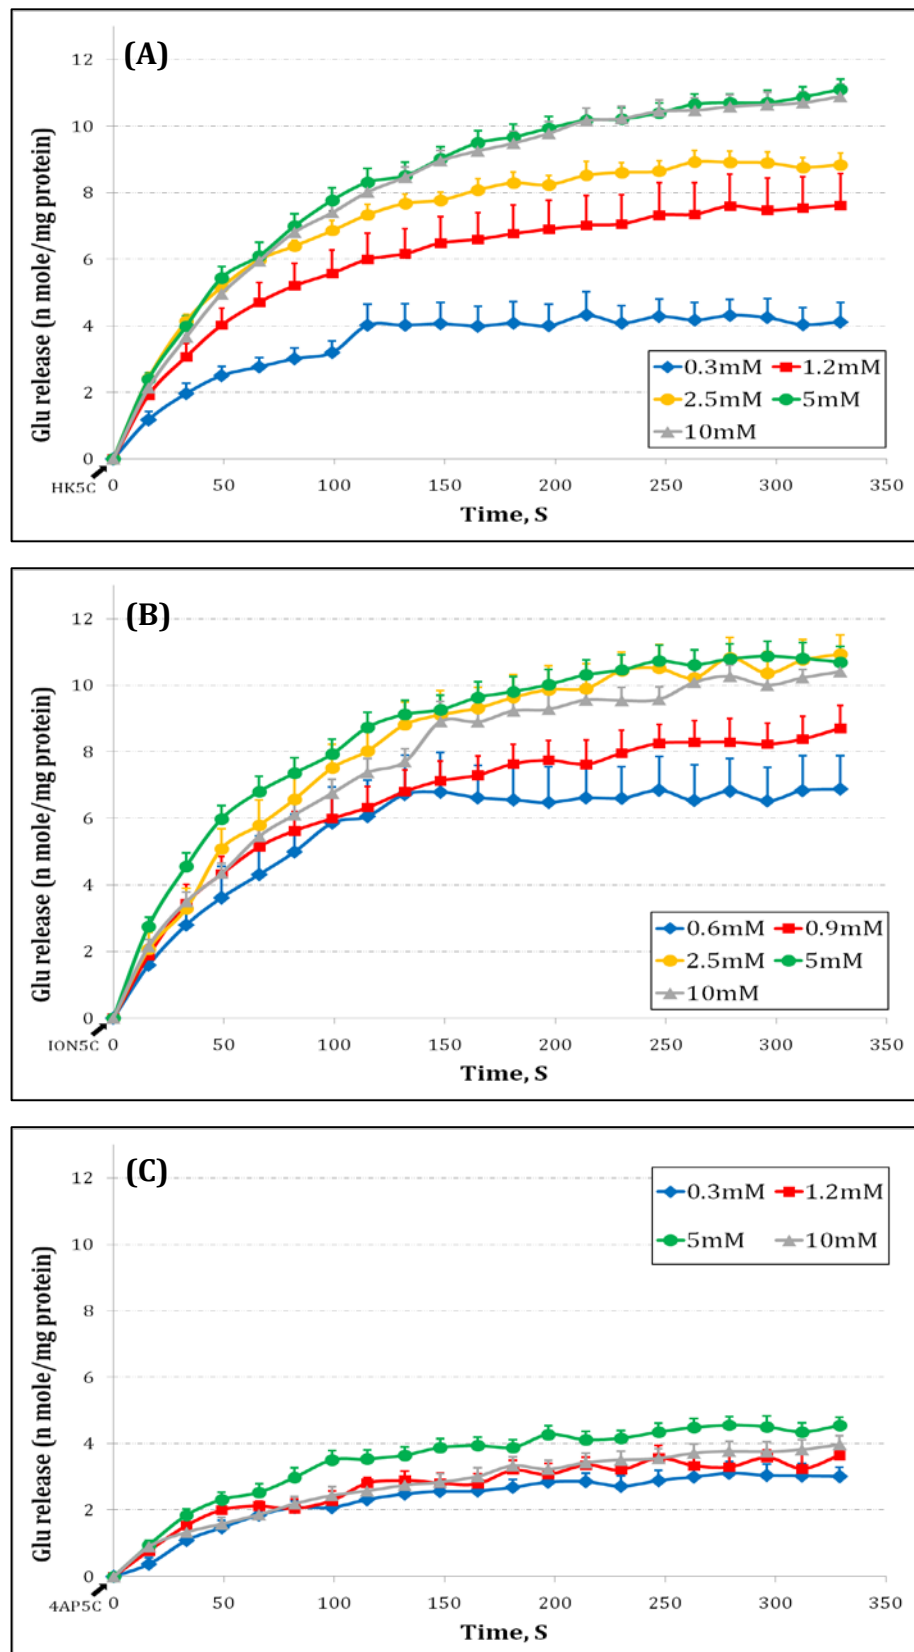 (A)
12
10
8
6
4
2
0
Glu release (n mole/mg protein)
0.3mM 1.2mM
2.5mM 5mM
10mM
HK5C 0 50 100 150 200 250 300 350
Time, S
(B)
12
10
8
6
4
2
0
Glu release (n mole/mg protein)
0.6mM 0.9mM
2.5mM 5mM
10mM
ION5C 0 50 100 150 200 250 300 350
Time, S
(C)
12
10
8
6
4
2
0
Glu release (n mole/mg protein)
0.3mM 1.2mM
5mM 10mM
4AP5C 0 50 100 150 200 250 300 350
Time, S